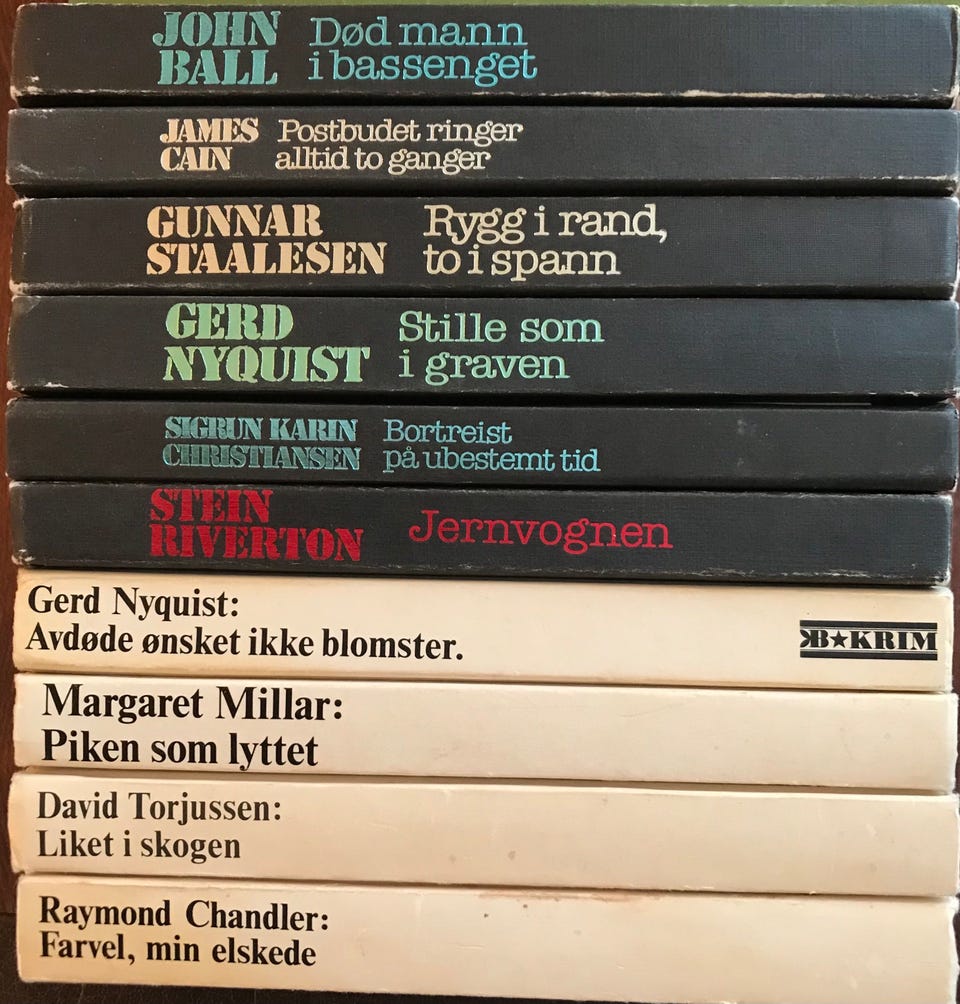 JOHN
BALL
Død mann
i bassenget
JAMES
CAIN
Postbudet ringer
alltid to ganger
GUNNAR
STAALESEN
Rygg i rand,
to i spann
GERD
NYQUIST
Stille som
i graven
SIGRUN KARIN
CHRISTIANSEN
Bortreist
på ubestemt tid
STEIN
RIVERTON
Jernvognen
Gerd Nyquist:
Avdøde ønsket ikke blomster.
B★KRIM
Margaret Millar:
Piken som lyttet
David Torjussen:
Liket i skogen
Raymond Chandler:
Farvel, min elskede